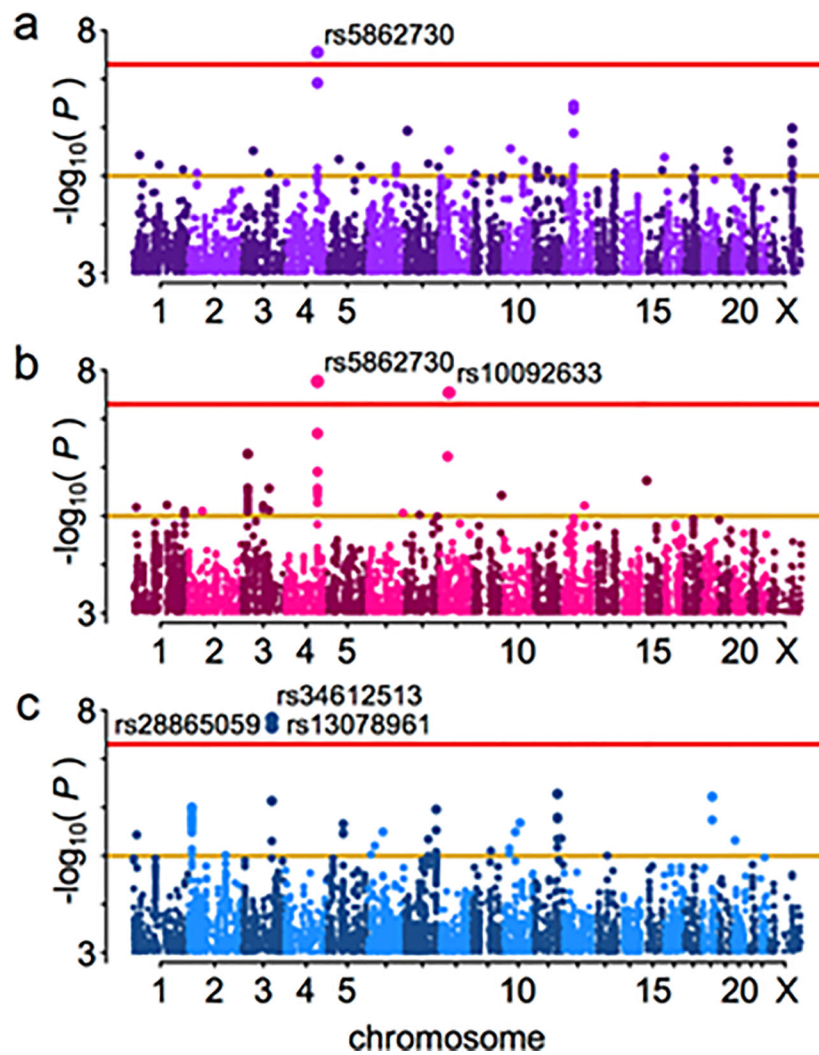 a
8
rs5862730
-log10(P)
3
1 2 3 4 5 10 15 20 X
b
8
rs5862730
rs10092633
-log10(P)
3
1 2 3 4 5 10 15 20 X
c
8
rs34612513
rs28865059 rs13078961
-log10(P)
3
1 2 3 4 5 10 15 20 X
chromosome